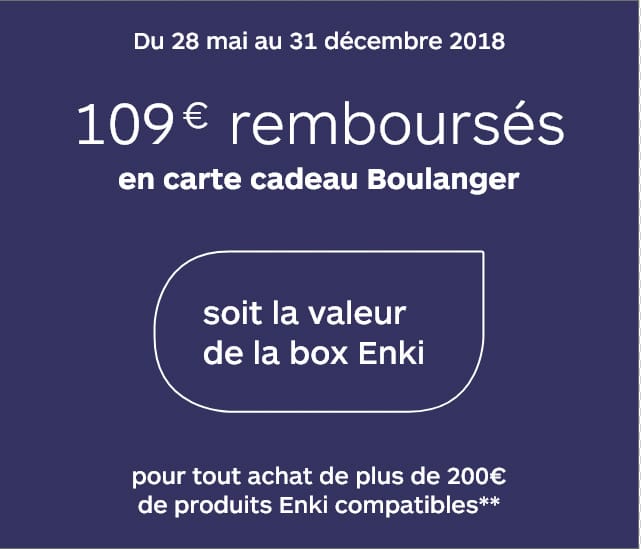 Du 28 mai au 31 décembre 2018
109€ remboursés
en carte cadeau Boulanger
soit la valeur
de la box Enki
pour tout achat de plus de 200€
de produits Enki compatibles**